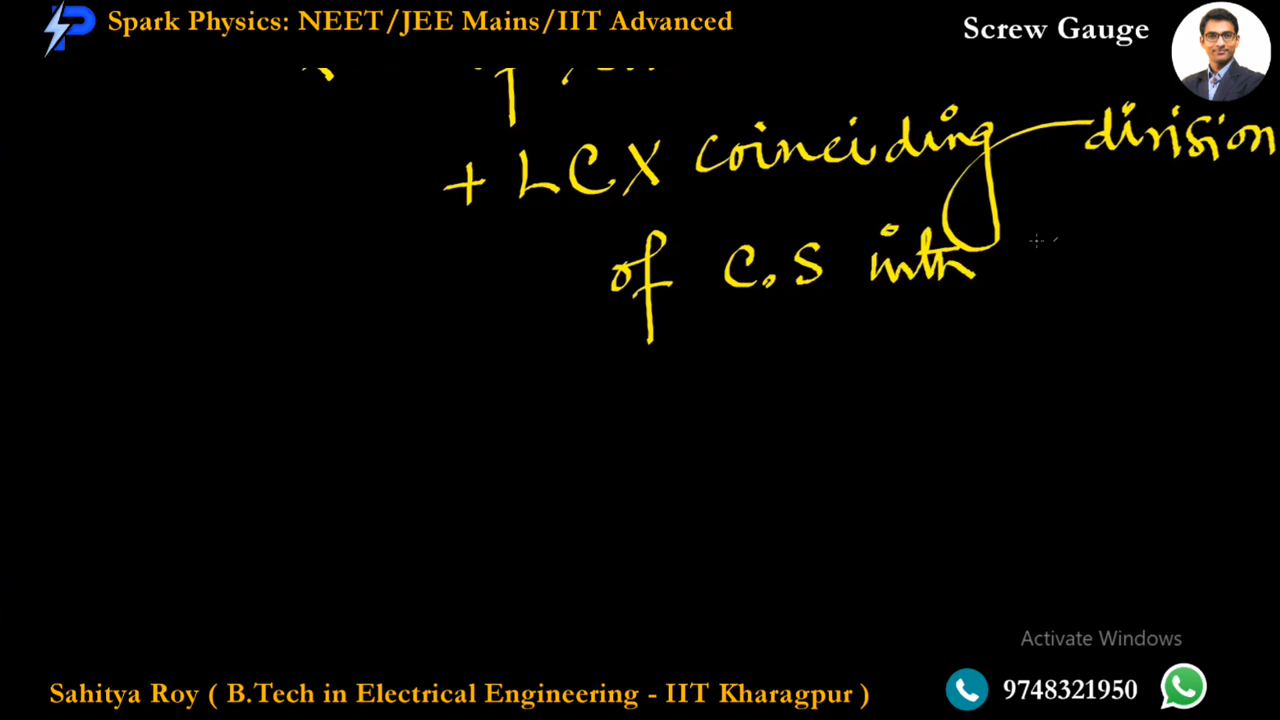 Spark Physics: NEET/JEE Mains/IIT Advanced
Screw Gauge
+ LC X coinciding division
of C.S with
Activate Windows
Sahitya Roy ( B.Tech in Electrical Engineering - IIT Kharagpur )
9748321950